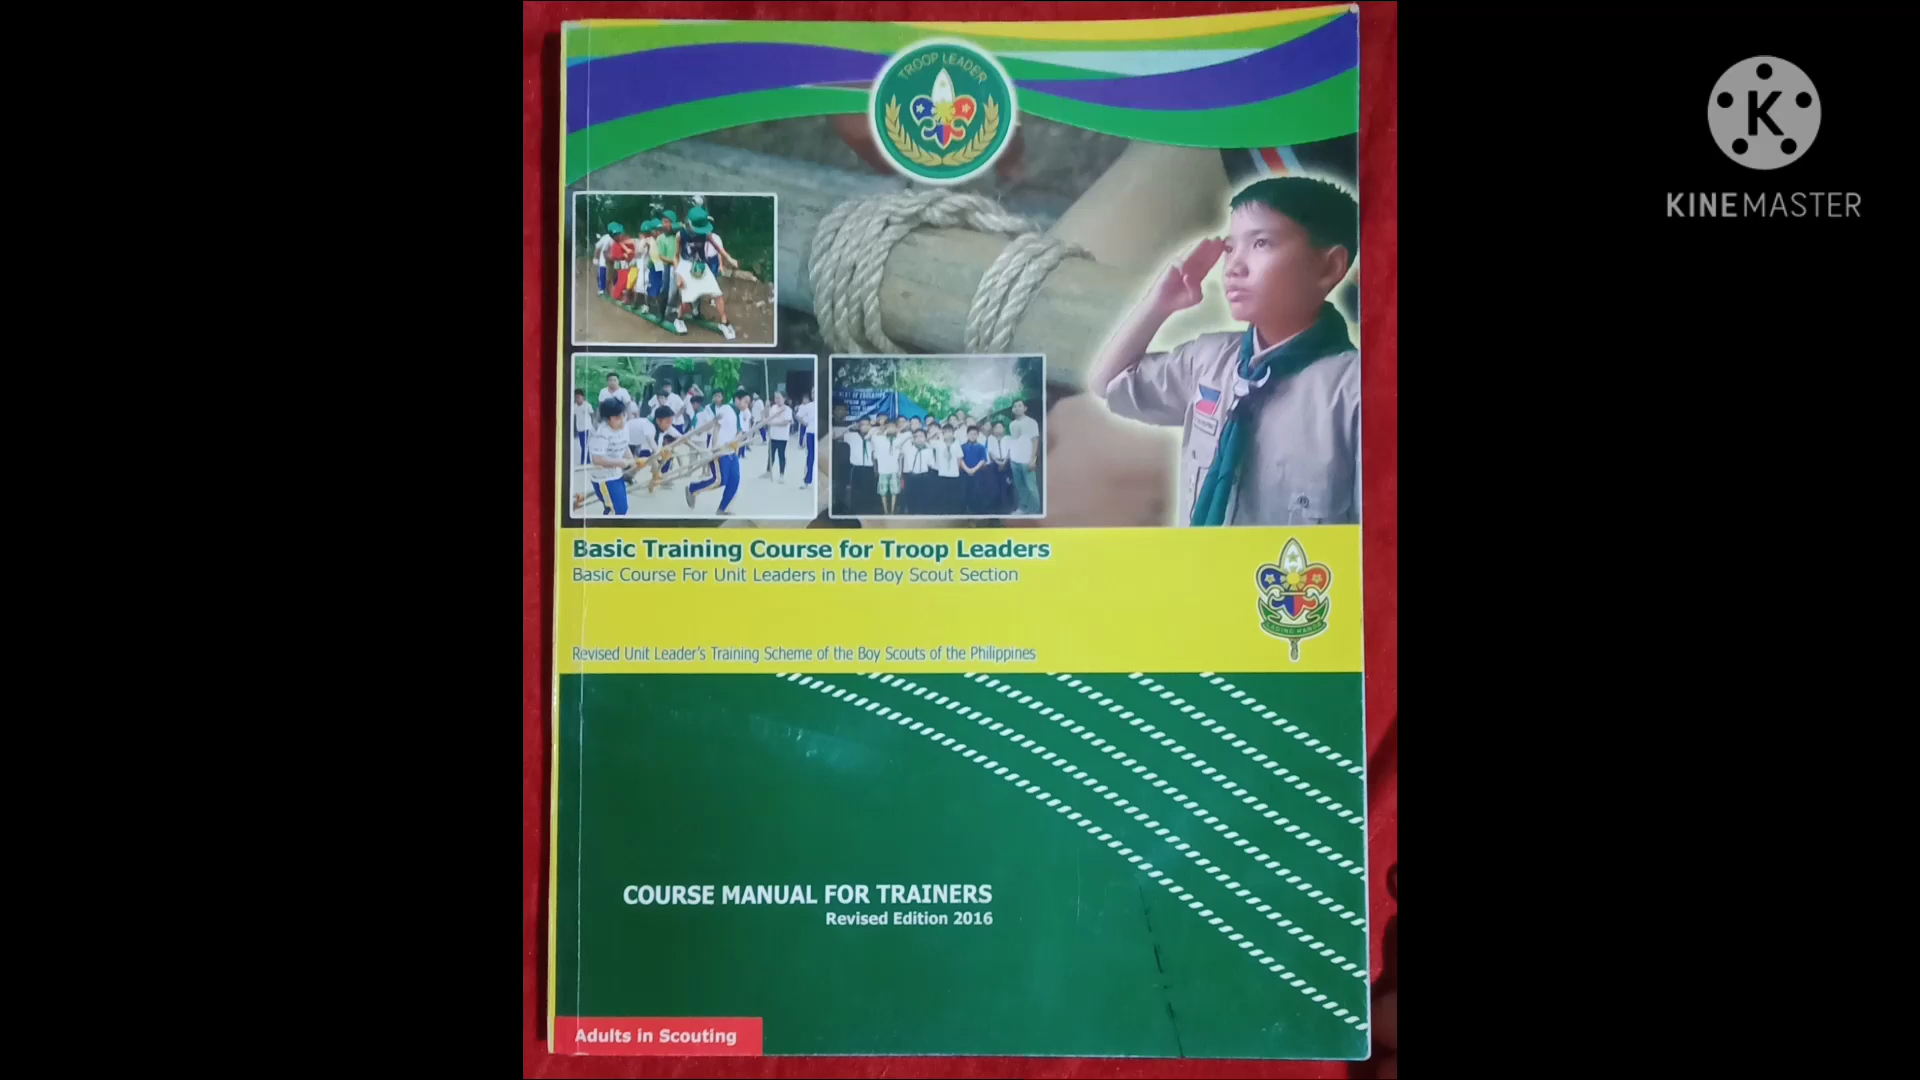 TROOP LEADER
Basic Training Course for Troop Leaders
Basic Course For Unit Leaders in the Boy Scout Section
Revised Unit Leader's Training Scheme of the Boy Scouts of the Philippines
COURSE MANUAL FOR TRAINERS
Revised Edition 2016
Adults in Scouting
K
KINEMASTER